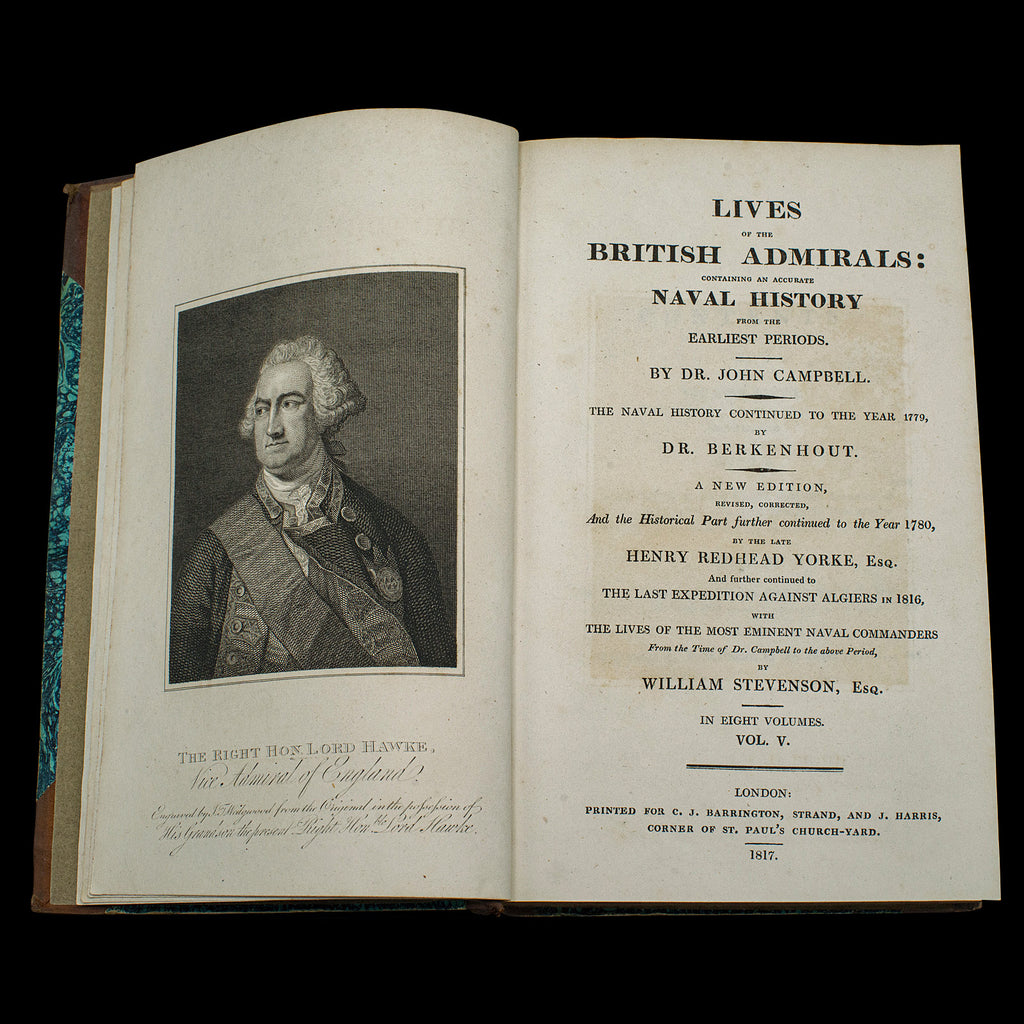 THE RIGHT HON. LORD HAWKE,
Vice Admiral of England.
Engraved by J.T. Wedgwood from the Original in the possession of
His Grandson the present Right Hon.ble Lord Hawke.
LIVES
OF THE
BRITISH ADMIRALS:
CONTAINING AN ACCURATE
NAVAL HISTORY
FROM THE
EARLIEST PERIODS.
BY DR. JOHN CAMPBELL.
THE NAVAL HISTORY CONTINUED TO THE YEAR 1779,
BY
DR. BERKENHOUT.
A NEW EDITION,
REVISED, CORRECTED,
And the Historical Part further continued to the Year 1780,
BY THE LATE
HENRY REDHEAD YORKE, ESQ.
And further continued to
THE LAST EXPEDITION AGAINST ALGIERS IN 1816,
WITH
THE LIVES OF THE MOST EMINENT NAVAL COMMANDERS
From the Time of Dr. Campbell to the above Period,
BY
WILLIAM STEVENSON, ESQ.
IN EIGHT VOLUMES.
VOL. V.
LONDON:
PRINTED FOR C. J. BARRINGTON, STRAND, AND J. HARRIS,
CORNER OF ST. PAUL'S CHURCH-YARD.
1817.